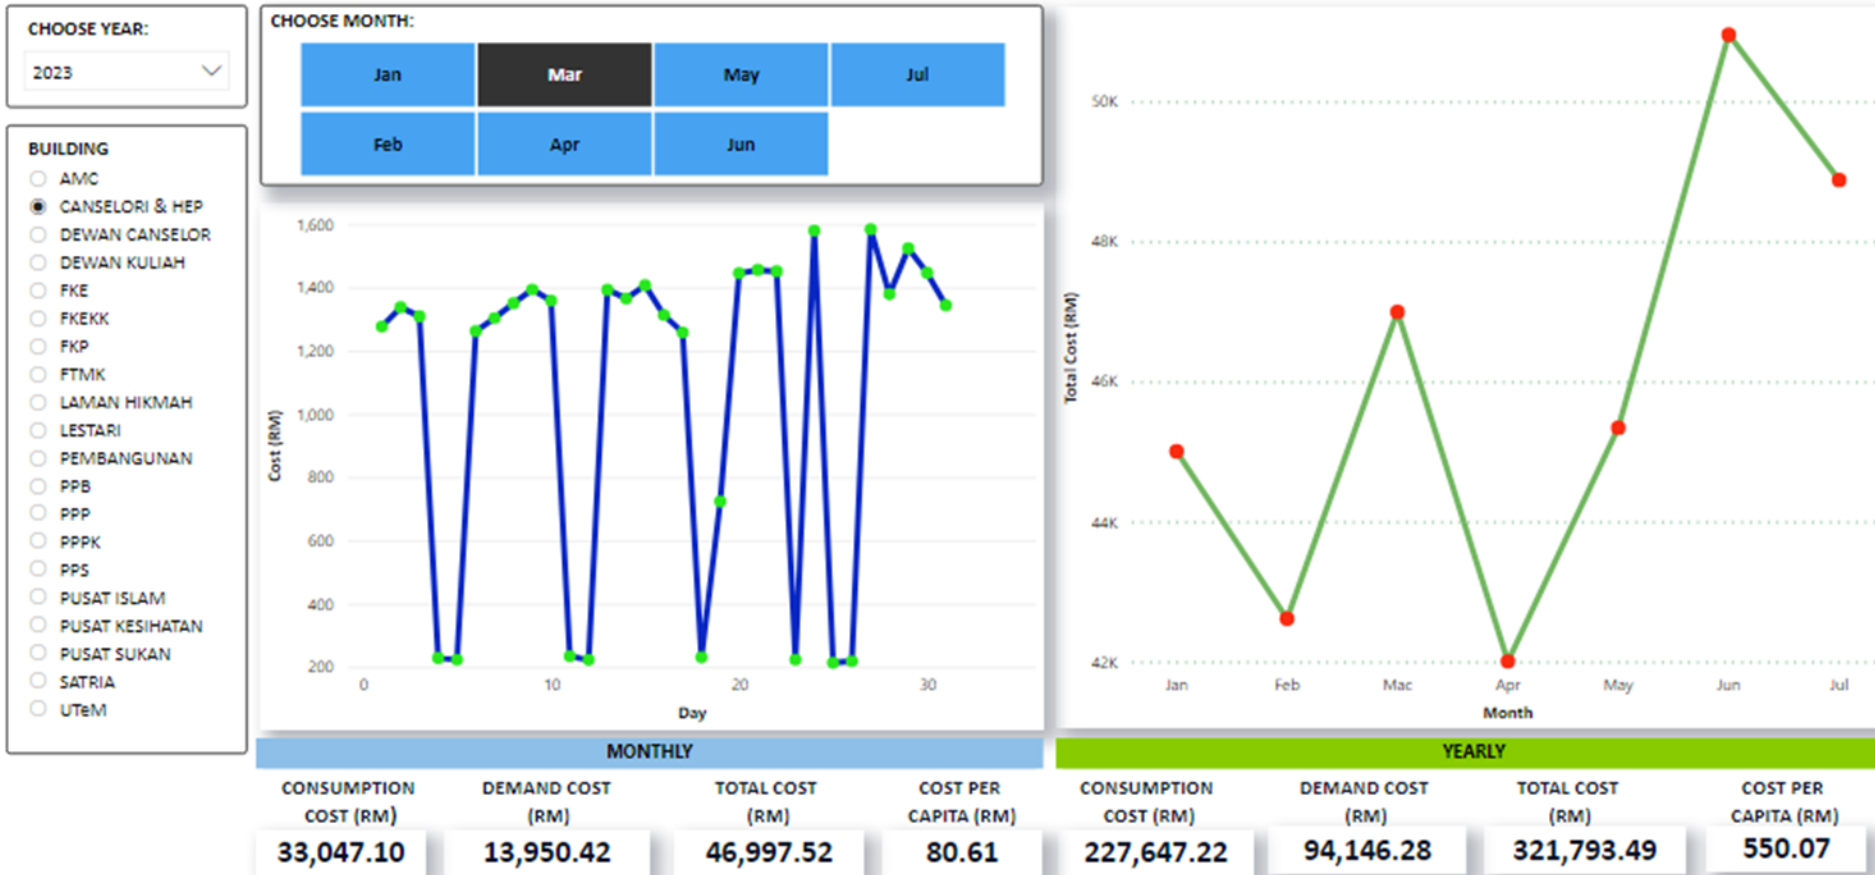 CHOOSE YEAR:
2023
BUILDING
AMC
CANSELORI & HEP
DEWAN CANSELOR
DEWAN KULIAH
FKE
FKEKK
FKP
FTMK
LAMAN HIKMAH
LESTARI
PEMBANGUNAN
PPB
PPP
PPPK
PPS
PUSAT ISLAM
PUSAT KESIHATAN
PUSAT SUKAN
SATRIA
UTeM
CHOOSE MONTH:
Jan Mar May Jul
Feb Apr Jun
Cost (RM)
1,600
1,400
1,200
1,000
800
600
400
200
0 10 20 30
Day
Total Cost (RM)
50K
48K
46K
44K
42K
Jan Feb Mac Apr May Jun Jul
Month
MONTHLY
CONSUMPTION COST (RM)
DEMAND COST (RM)
TOTAL COST (RM)
COST PER CAPITA (RM)
33,047.10 13,950.42 46,997.52 80.61
YEARLY
CONSUMPTION COST (RM)
DEMAND COST (RM)
TOTAL COST (RM)
COST PER CAPITA (RM)
227,647.22 94,146.28 321,793.49 550.07